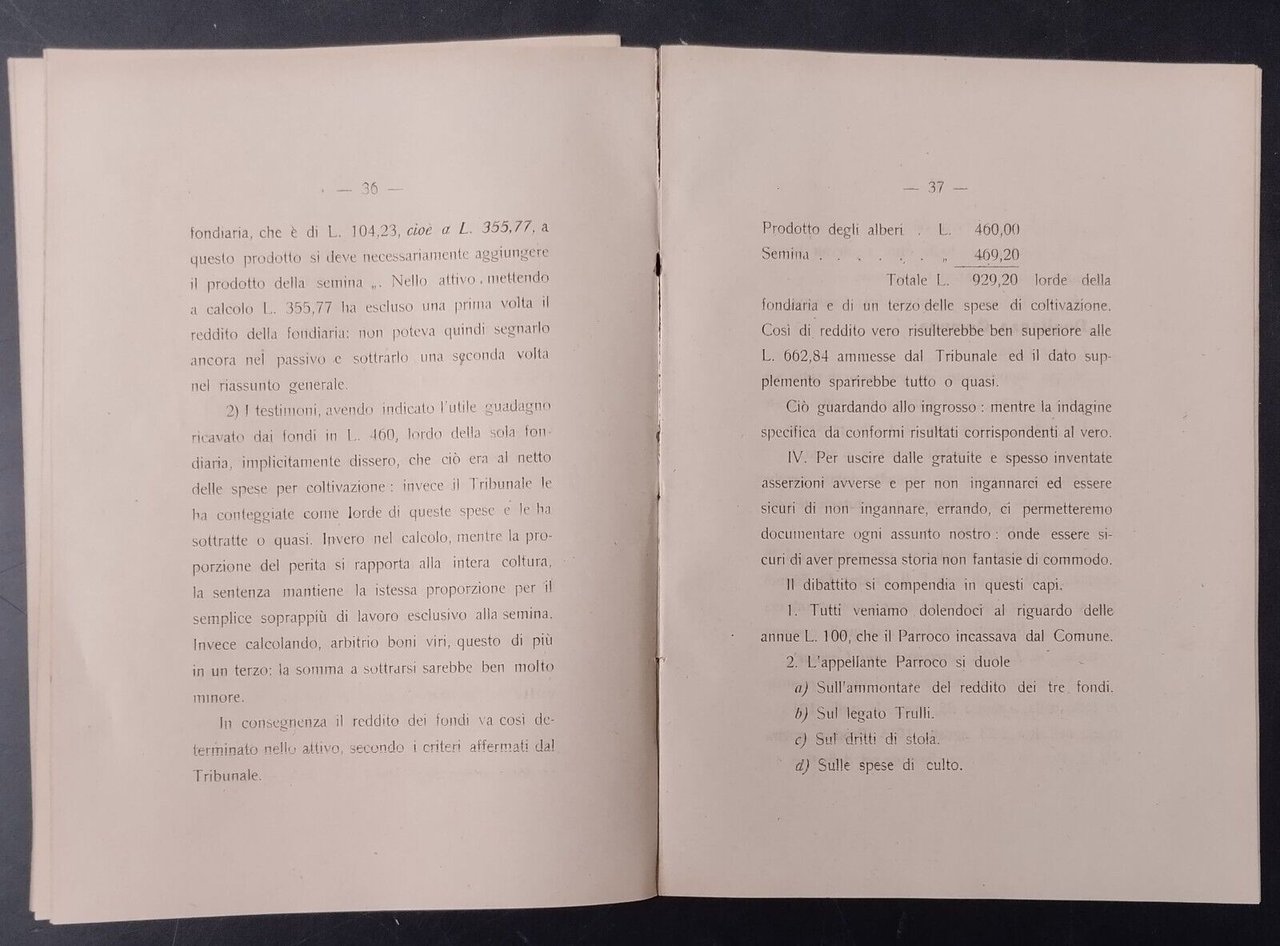 — 36 —
fondiaria, che è di L. 104,23, cioè a L. 355,77, a
questo prodotto si deve necessariamente aggiungere
il prodotto della semina „. Nello attivo, mettendo
a calcolo L. 355,77 ha escluso una prima volta il
reddito della fondiaria: non poteva quindi segnarlo
ancora nel passivo e sottrarlo una seconda volta
nel riassunto generale.
2) I testimoni, avendo indicato l'utile guadagno
ricavato dai fondi in L. 460, lordo della sola fon-
diaria, implicitamente dissero, che ciò era al netto
delle spese per coltivazione: invece il Tribunale le
ha conteggiate come lorde di queste spese e le ha
sottratte o quasi. Invero nel calcolo, mentre la pro-
porzione del perita si rapporta alla intera coltura,
la sentenza mantiene la istessa proporzione per il
semplice soprappiù di lavoro esclusivo alla semina.
Invece calcolando, arbitrio boni viri, questo di più
in un terzo: la somma a sottrarsi sarebbe ben molto
minore.
In consegnenza il reddito dei fondi va così de-
terminato nello attivo, secondo i criteri affermati dal
Tribunale.
— 37 —
Prodotto degli alberi . L. 460,00
Semina . . . . . . „ 469,20
Totale L. 929,20 lorde della
fondiaria e di un terzo delle spese di coltivazione.
Così di reddito vero risulterebbe ben superiore alle
L. 662,84 ammesse dal Tribunale ed il dato sup-
plemento sparirebbe tutto o quasi.
Ciò guardando allo ingrosso: mentre la indagine
specifica da conformi risultati corrispondenti al vero.
IV. Per uscire dalle gratuite e spesso inventate
asserzioni avverse e per non ingannarci ed essere
sicuri di non ingannare, errando, ci permetteremo
documentare ogni assunto nostro: onde essere si-
curi di aver premessa storia non fantasie di commodo.
Il dibattito si compendia in questi capi.
1. Tutti veniamo dolendoci al riguardo delle
annue L. 100, che il Parroco incassava dal Comune.
2. L'appellante Parroco si duole
a) Sull'ammontare del reddito dei tre fondi.
b) Sul legato Trulli.
c) Sul dritti di stola.
d) Sulle spese di culto.